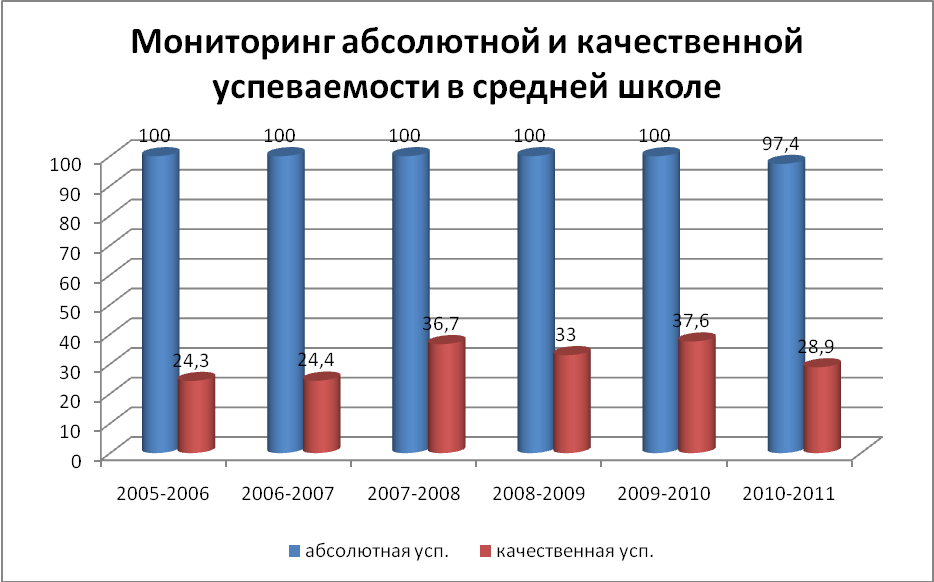 Мониторинг абсолютной и качественной
успеваемости в средней школе
100 100 100 100 100 97,4
100
90
80
70
60
50
40
30
20
10
0
24,3 24,4 36,7 33 37,6 28,9
2005-2006 2006-2007 2007-2008 2008-2009 2009-2010 2010-2011
абсолютная усп. качественная усп.